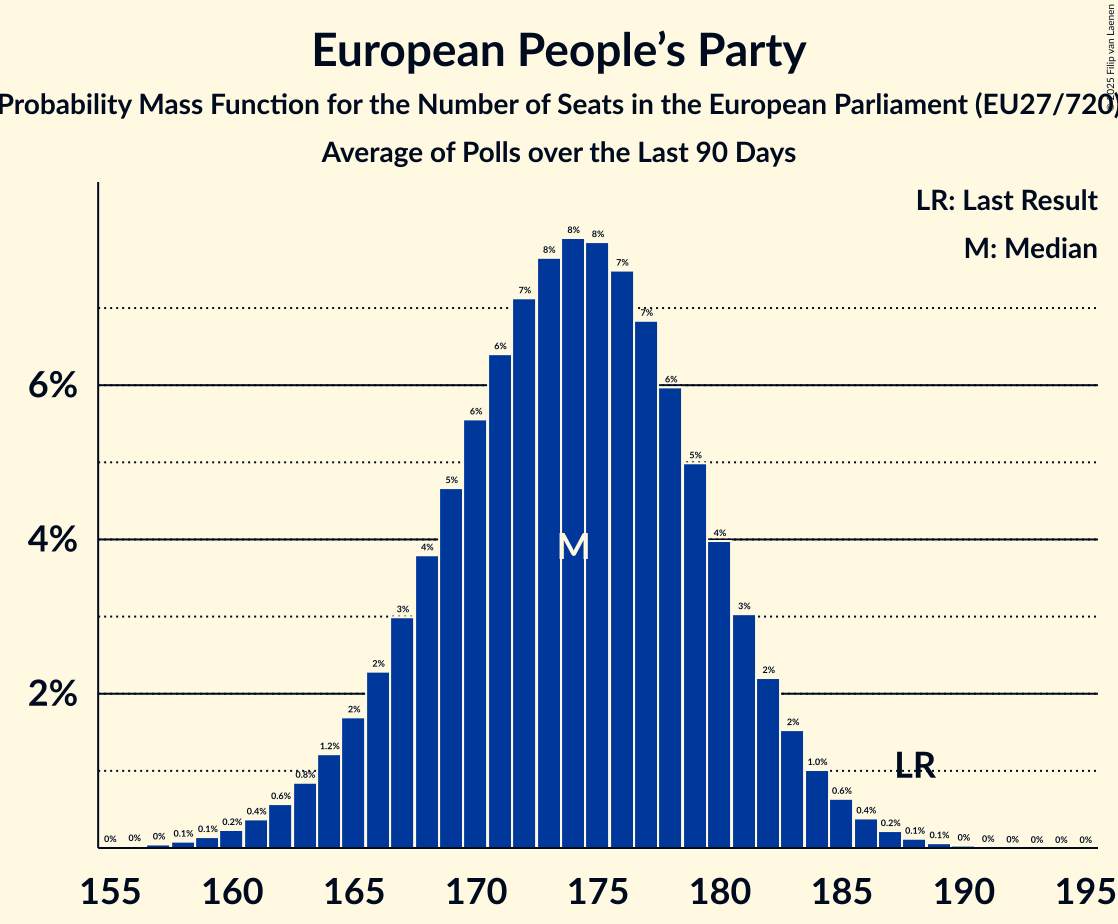 European People’s Party
Probability Mass Function for the Number of Seats in the European Parliament (EU27/720)
Average of Polls over the Last 90 Days
© 2025 Filip van Laenen
LR: Last Result
M: Median
6%
4%
2%
0% 0% 0% 0.1% 0.1% 0.2% 0.4% 0.6% 0.8% 1.2% 2% 2% 3% 4% 5% 6% 6% 7% 8% 8% 8% 7% 7% 6% 5% 4% 3% 2% 2% 1.0% 0.6% 0.4% 0.2% 0.1% 0.1% 0% 0% 0% 0% 0% 0%
M
LR
155 160 165 170 175 180 185 190 195